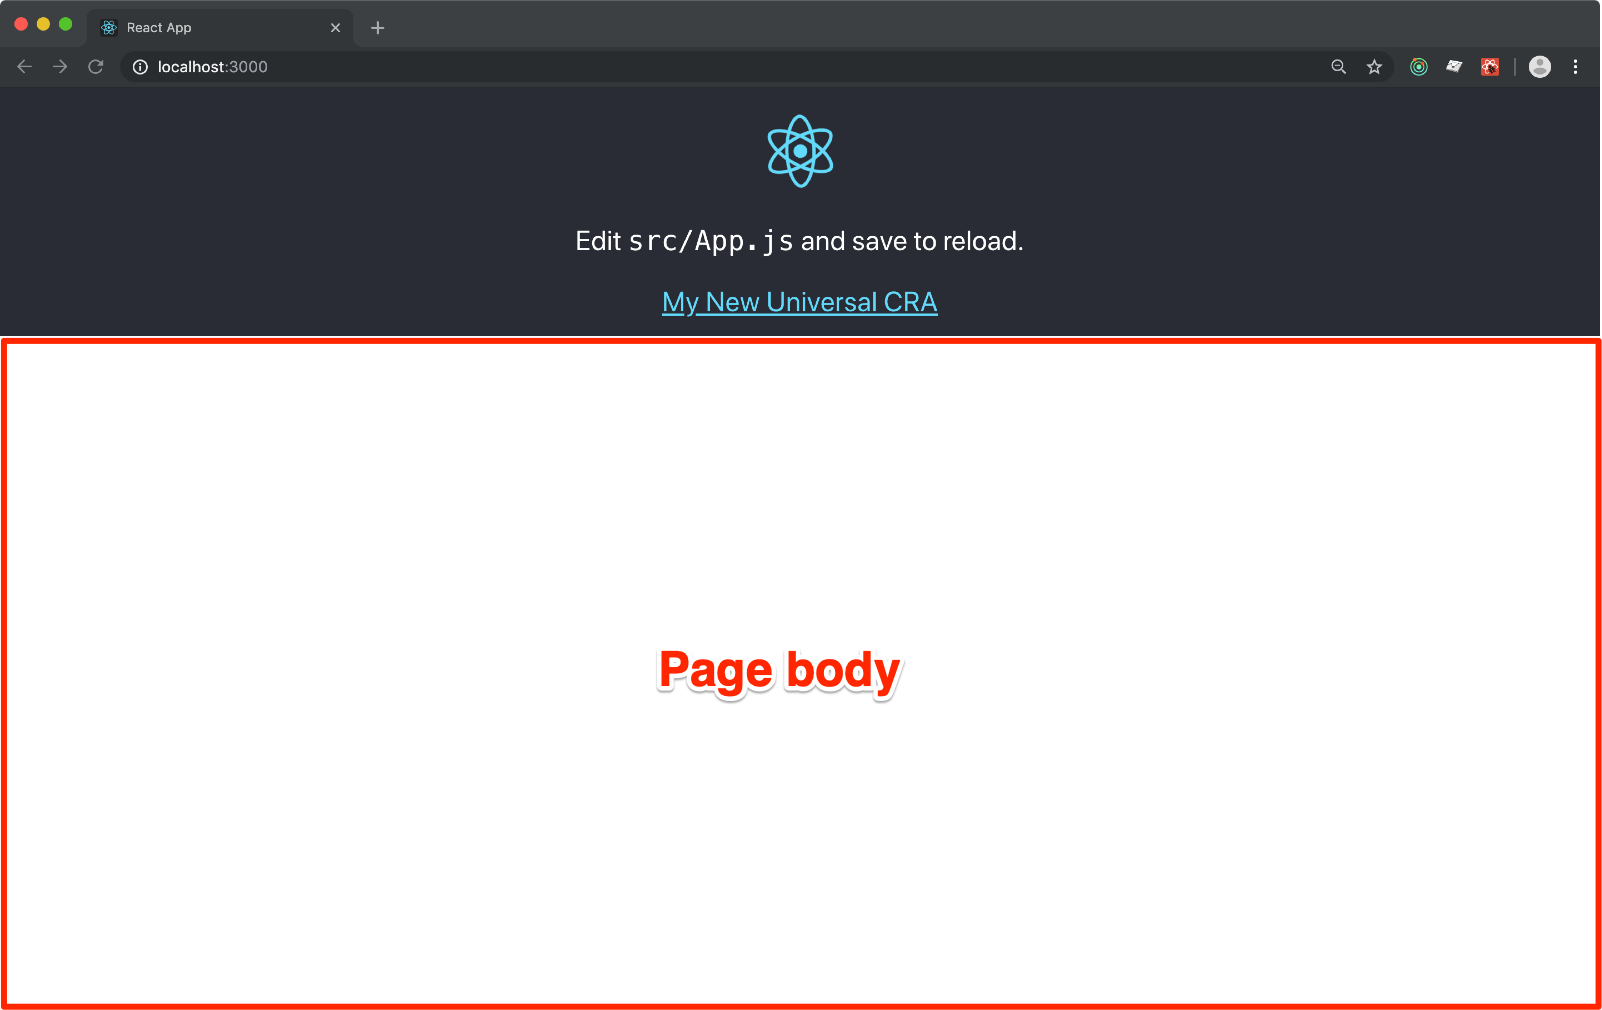 React App
localhost:3000
Edit src/App.js and save to reload.
My New Universal CRA
Page body